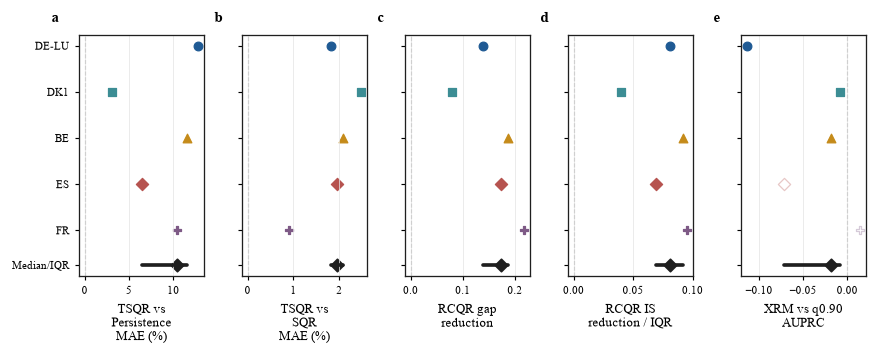 a
b
c
d
e
DE-LU
DK1
BE
ES
FR
Median/IQR
0
5
10
0
1
2
0.0
0.1
0.2
0.00
0.05
0.10
−0.10
−0.05
0.00
TSQR vs
Persistence
MAE (%)
TSQR vs
SQR
MAE (%)
RCQR gap
reduction
RCQR IS
reduction / IQR
XRM vs q0.90
AUPRC